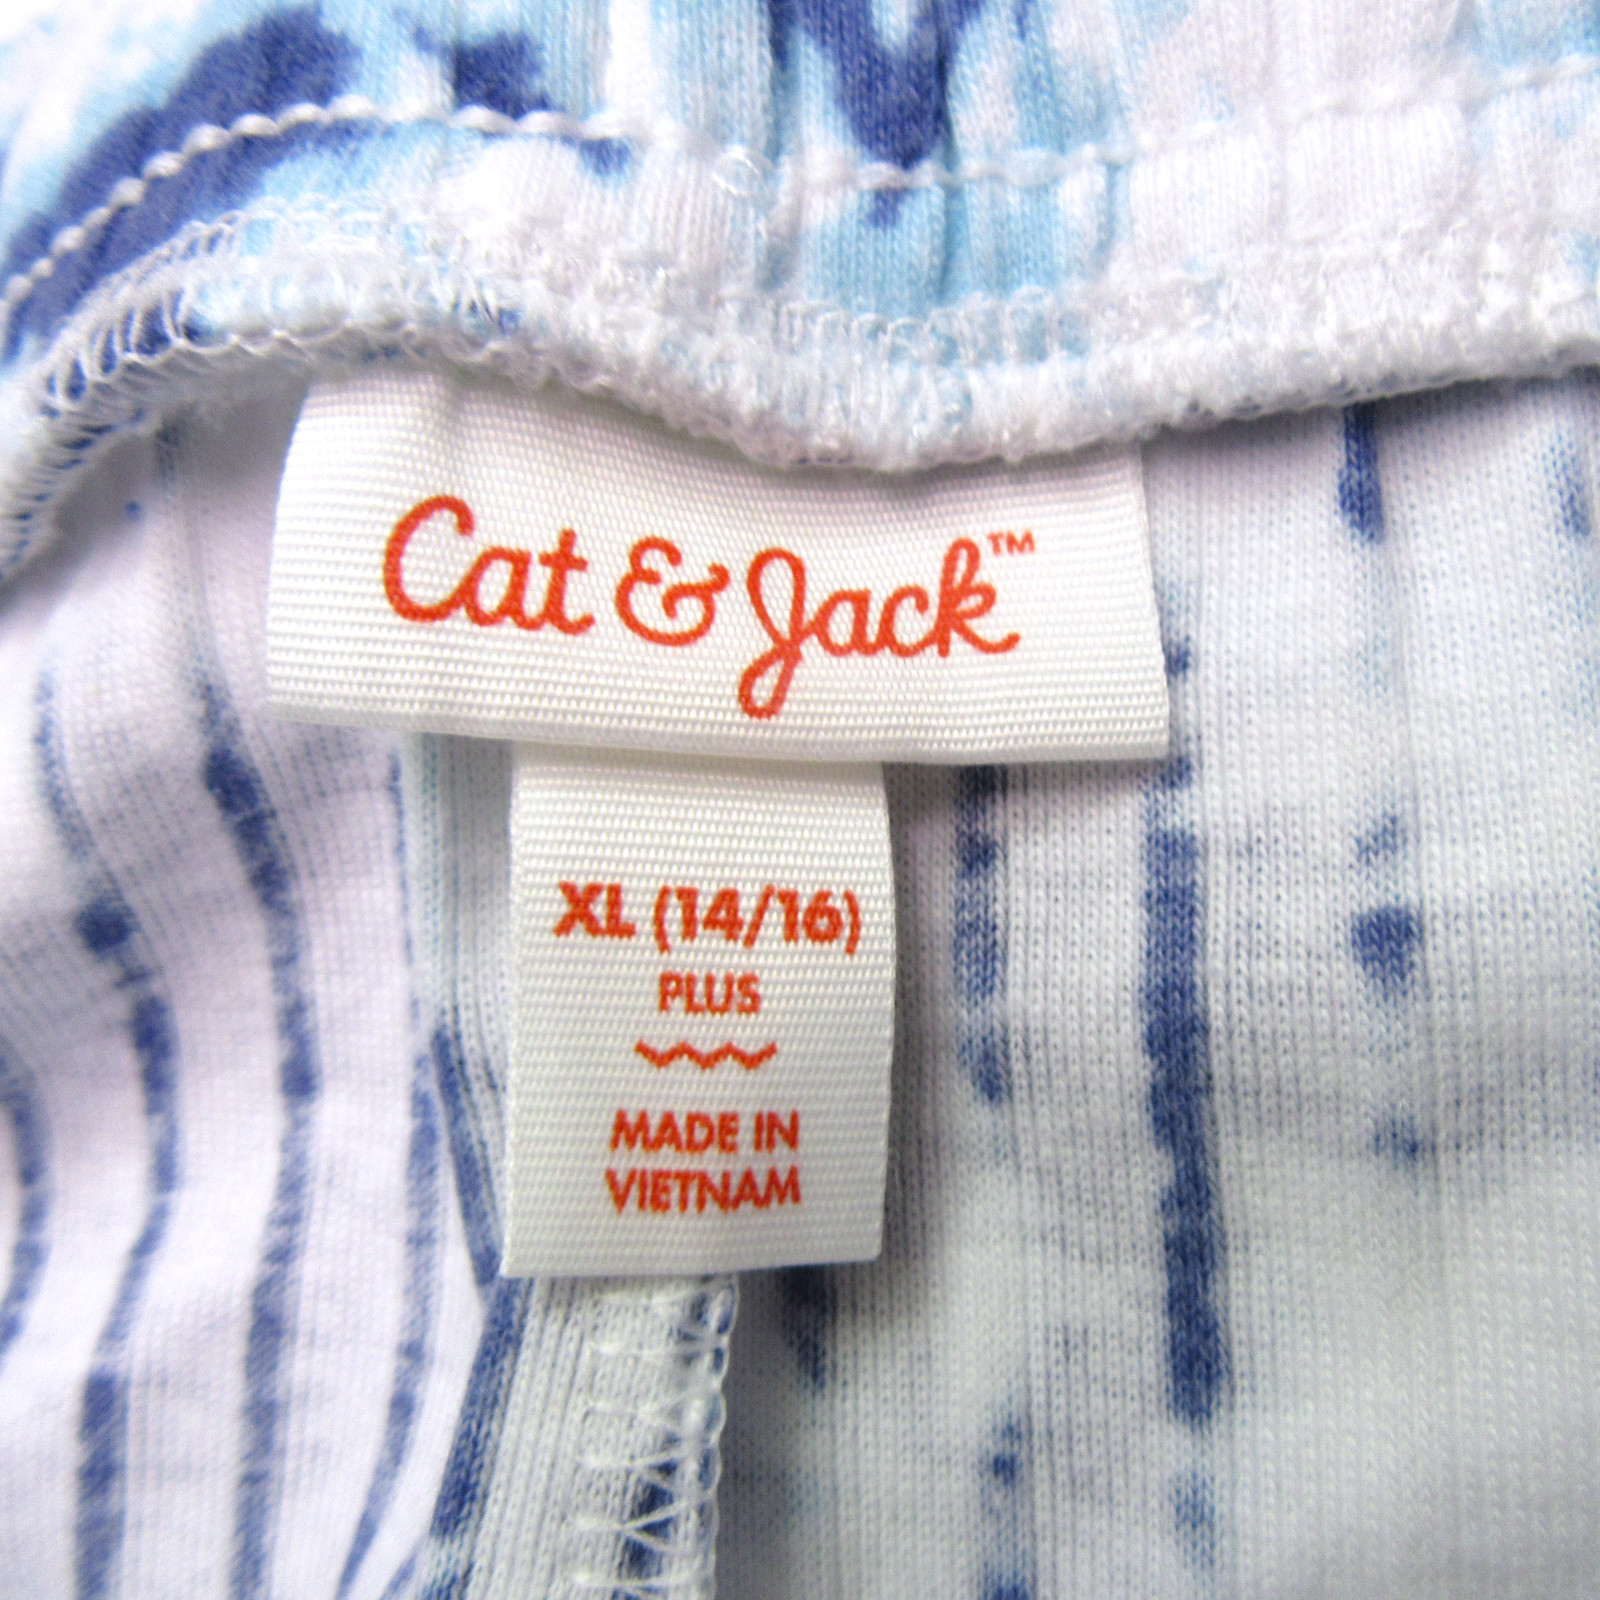 Cat & Jack™
XL (14/16)
PLUS
MADE IN
VIETNAM